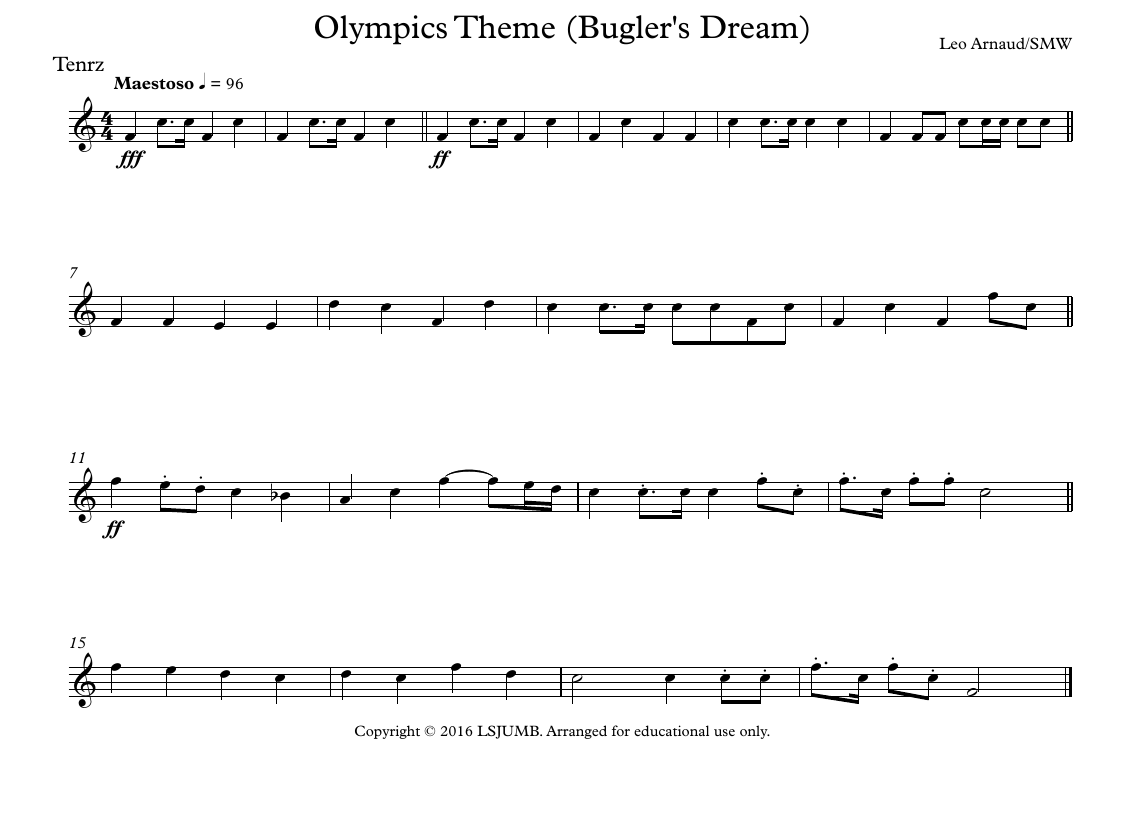 Olympics Theme (Bugler's Dream)
Leo Arnaud/SMW
Tenrz
Maestoso ♩ = 96
4/4
fff
ff
7
11
ff
15
Copyright © 2016 LSJUMB. Arranged for educational use only.